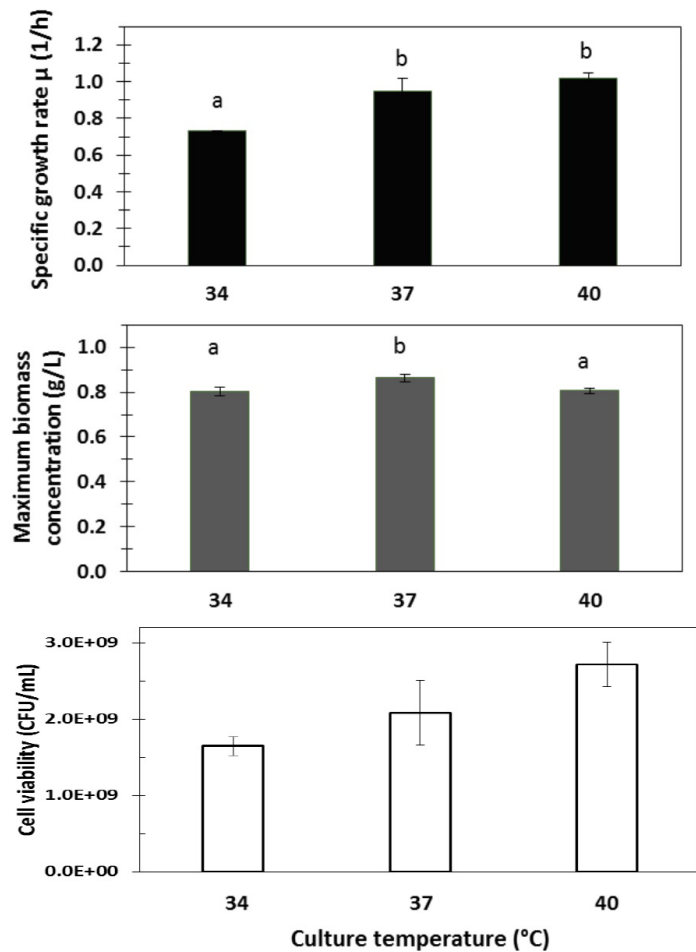 Specific growth rate μ (1/h)
1.2
1.0
0.8
0.6
0.4
0.2
0.0
a
b
b
34
37
40
Maximum biomass
concentration (g/L)
1.0
0.8
0.6
0.4
0.2
0.0
a
b
a
34
37
40
Cell viability (CFU/mL)
3.0E+09
2.0E+09
1.0E+09
0.0E+00
34
37
40
Culture temperature (°C)